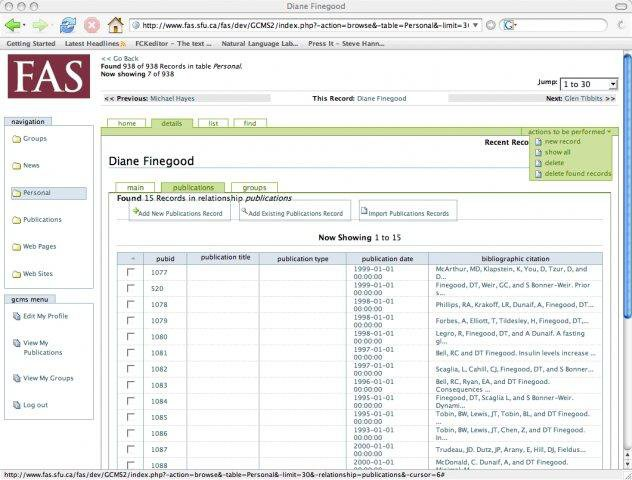 Diane Finegood
http://www.fas.sfu.ca/fas/dev/GCMS2/index.php?-action=browse&-table=Personal&-limit=3
Getting Started Latest Headlines FCKeditor - The text ... Natural Language Lab... Press It - Steve Hann...
FAS
<< Go Back
Found 938 of 938 Records in table Personal.
Now showing 7 of 938
Jump: 1 to 30
<< Previous: Michael Hayes This Record: Diane Finegood Next: Glen Tibbits >>
navigation
Groups
News
Personal
Publications
Web Pages
Web Sites
gcms menu
Edit My Profile
View My
Publications
View My Groups
Log out
home details list find
actions to be performed
new record
show all
delete
delete found records
Recent Reco
Diane Finegood
main publications groups
Found 15 Records in relationship publications
Add New Publications Record Add Existing Publications Record Import Publications Records
Now Showing 1 to 15
pubid publication title publication type publication date bibliographic citation
1077 1999-01-01 00:00:00 McArthur, MD, Klapstein, K, You, D, Tzur, D, and D...
520 1999-01-01 00:00:00 Finegood, DT, Weir, GC, and S Bonner-Weir. Prior s...
1078 1998-01-01 00:00:00 Phillips, RA, Krakoff, LR, Dunaif, A, Finegood, DT...
1079 1998-01-01 00:00:00 Forbes, A, Elliott, T, Tildesley, H, Finegood, DT,...
1080 1998-01-01 00:00:00 Legro, R, Finegood, DT, and A Dunaif. A fasting gl...
1081 1997-01-01 00:00:00 Bell, RC and DT Finegood. Insulin levels increase ...
1082 1997-01-01 00:00:00 Scaglia, L, Cahill, CJ, Finegood, DT, and S Bonner...
1083 1996-01-01 00:00:00 Bell, RC, Ryan, EA, and DT Finegood. Consequences ...
1085 1995-01-01 00:00:00 Finegood, DT, Scaglia L, and S Bonner-Weir. Dynami...
1086 1995-01-01 00:00:00 Tobin, BW, Lewis, JT, Tobin, BL, and DT Finegood...
1086 1993-01-01 00:00:00 Tobin, BW, Lewis, JT, Chen, Z, and DT Finegood. In...
1087 2000-01-01 00:00:00 Trudeau, JD. Dutz, JP, Arany, E, Hill, DJ, Fieldus...
1088 2000-01-01 McDonald, C. Dunaif, A, and DT Finegood.
http://www.fas.sfu.ca/fas/dev/GCMS2/index.php?-action=browse&-table=Personal&-limit=30&-relationship=publications&-cursor=6#